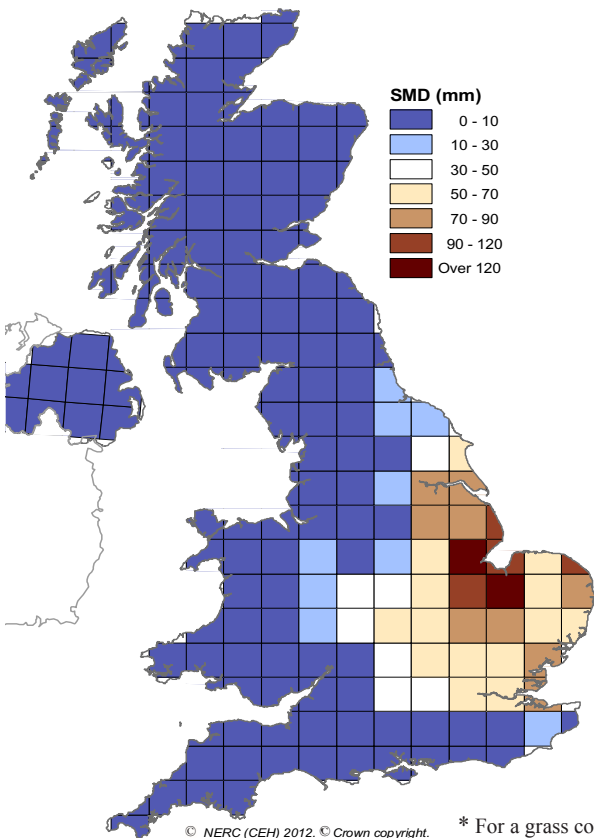 SMD (mm)
0 - 10
10 - 30
30 - 50
50 - 70
70 - 90
90 - 120
Over 120
© NERC (CEH) 2012. © Crown copyright.
* For a grass co